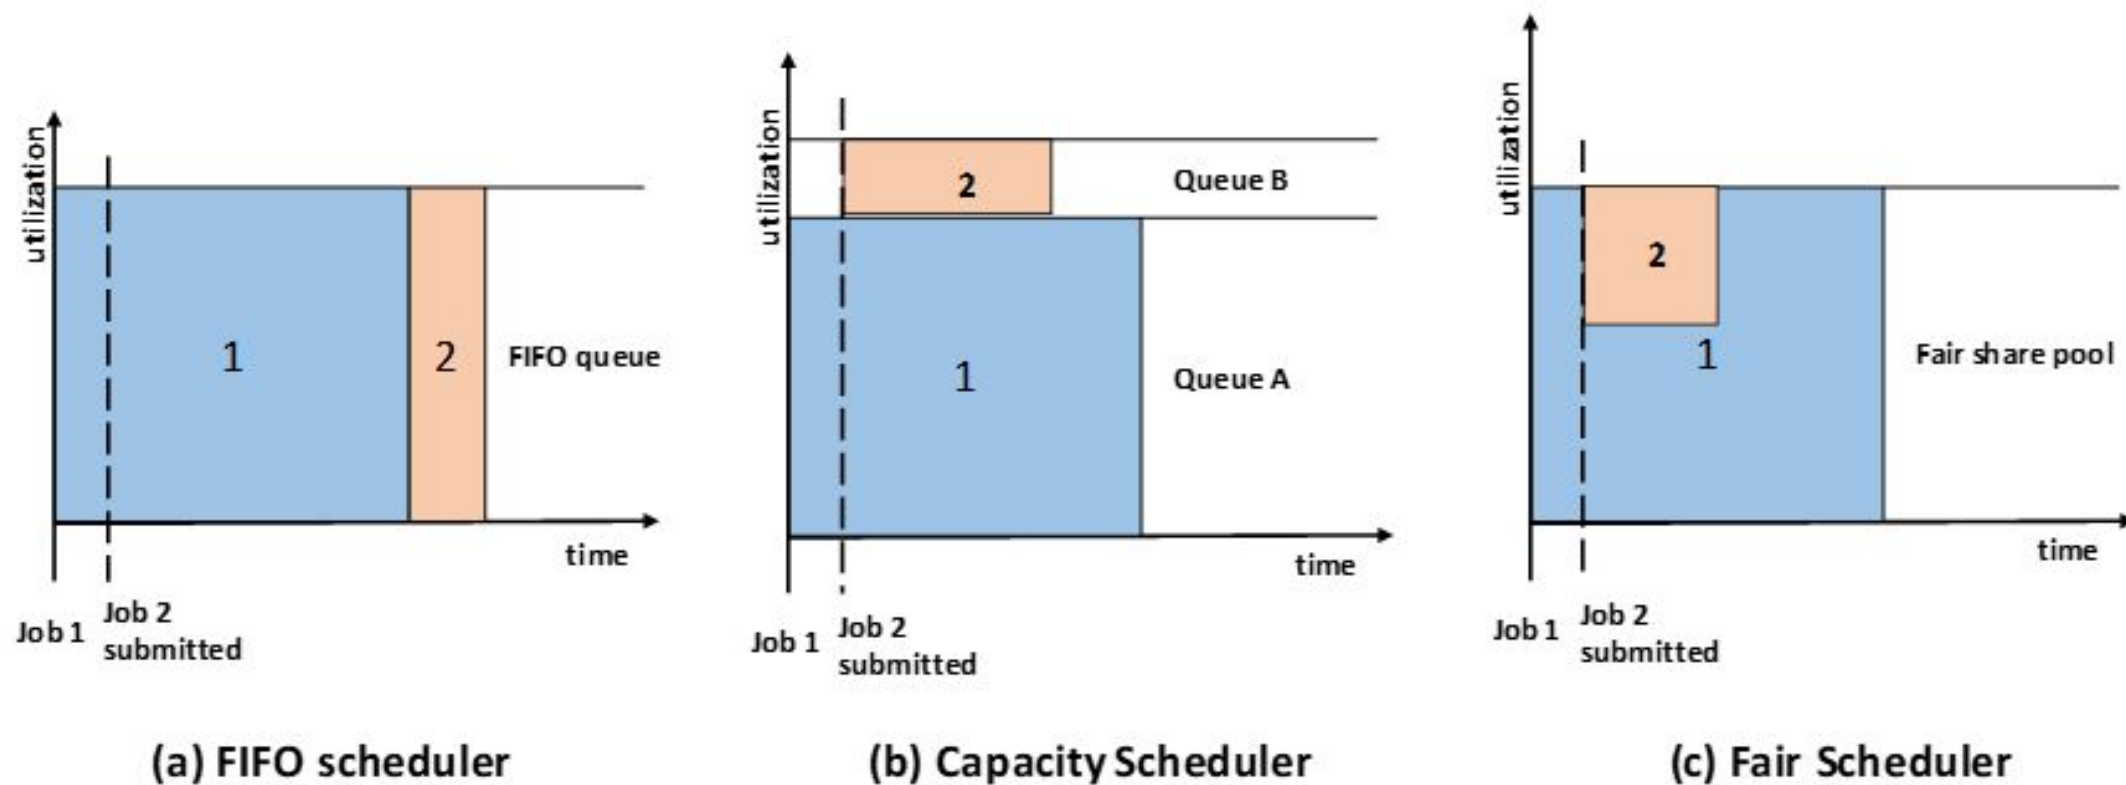 utilization
1
2
FIFO queue
time
Job 1
Job 2
submitted
(a) FIFO scheduler
utilization
2
Queue B
1
Queue A
time
Job 1
Job 2
submitted
(b) Capacity Scheduler
utilization
2
1
Fair share pool
time
Job 1
Job 2
submitted
(c) Fair Scheduler